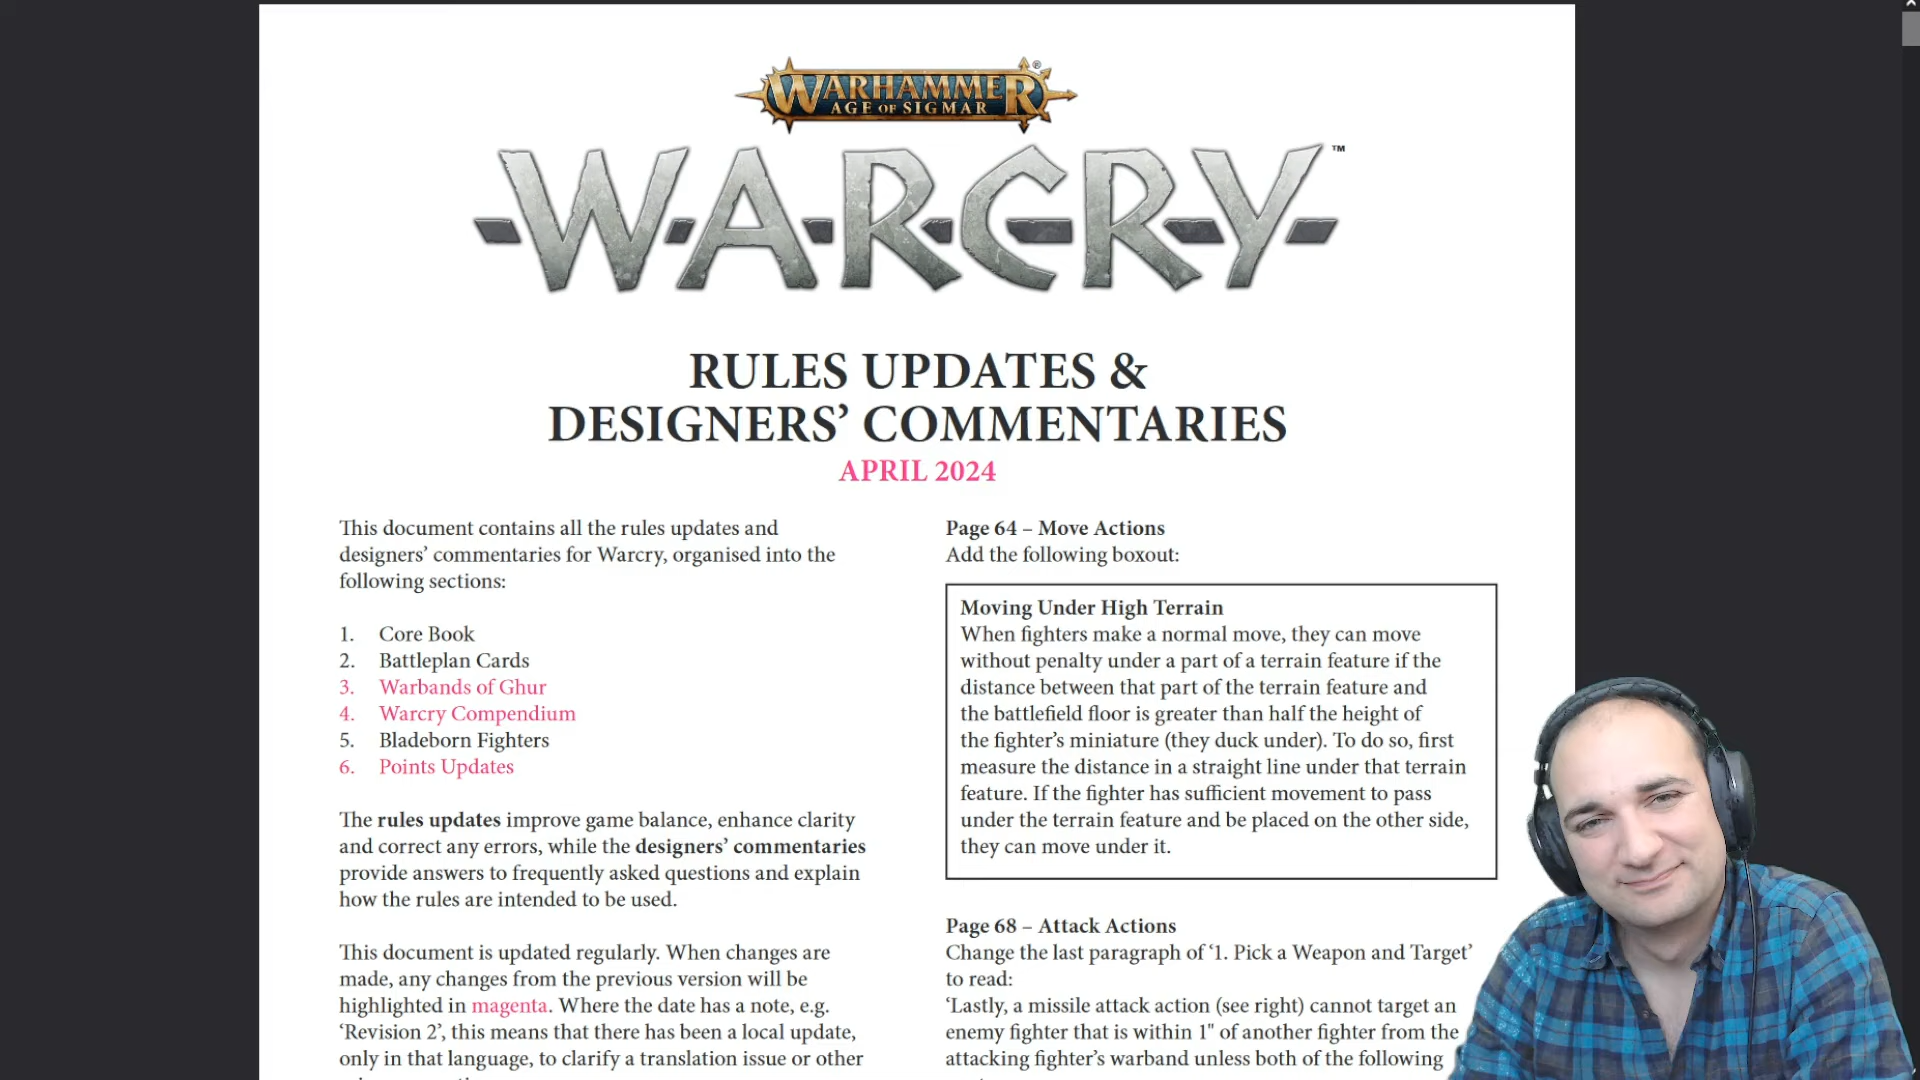 WARHAMMER®
AGE OF SIGMAR
WARCRY™
RULES UPDATES &
DESIGNERS’ COMMENTARIES
APRIL 2024
This document contains all the rules updates and
designers’ commentaries for Warcry, organised into the
following sections:
1. Core Book
2. Battleplan Cards
3. Warbands of Ghur
4. Warcry Compendium
5. Bladeborn Fighters
6. Points Updates
The rules updates improve game balance, enhance clarity
and correct any errors, while the designers’ commentaries
provide answers to frequently asked questions and explain
how the rules are intended to be used.
This document is updated regularly. When changes are
made, any changes from the previous version will be
highlighted in magenta. Where the date has a note, e.g.
‘Revision 2’, this means that there has been a local update,
only in that language, to clarify a translation issue or other
Page 64 – Move Actions
Add the following boxout:
Moving Under High Terrain
When fighters make a normal move, they can move
without penalty under a part of a terrain feature if the
distance between that part of the terrain feature and
the battlefield floor is greater than half the height of
the fighter’s miniature (they duck under). To do so, first
measure the distance in a straight line under that terrain
feature. If the fighter has sufficient movement to pass
under the terrain feature and be placed on the other side,
they can move under it.
Page 68 – Attack Actions
Change the last paragraph of ‘1. Pick a Weapon and Target’
to read:
‘Lastly, a missile attack action (see right) cannot target an
enemy fighter that is within 1" of another fighter from the
attacking fighter’s warband unless both of the following